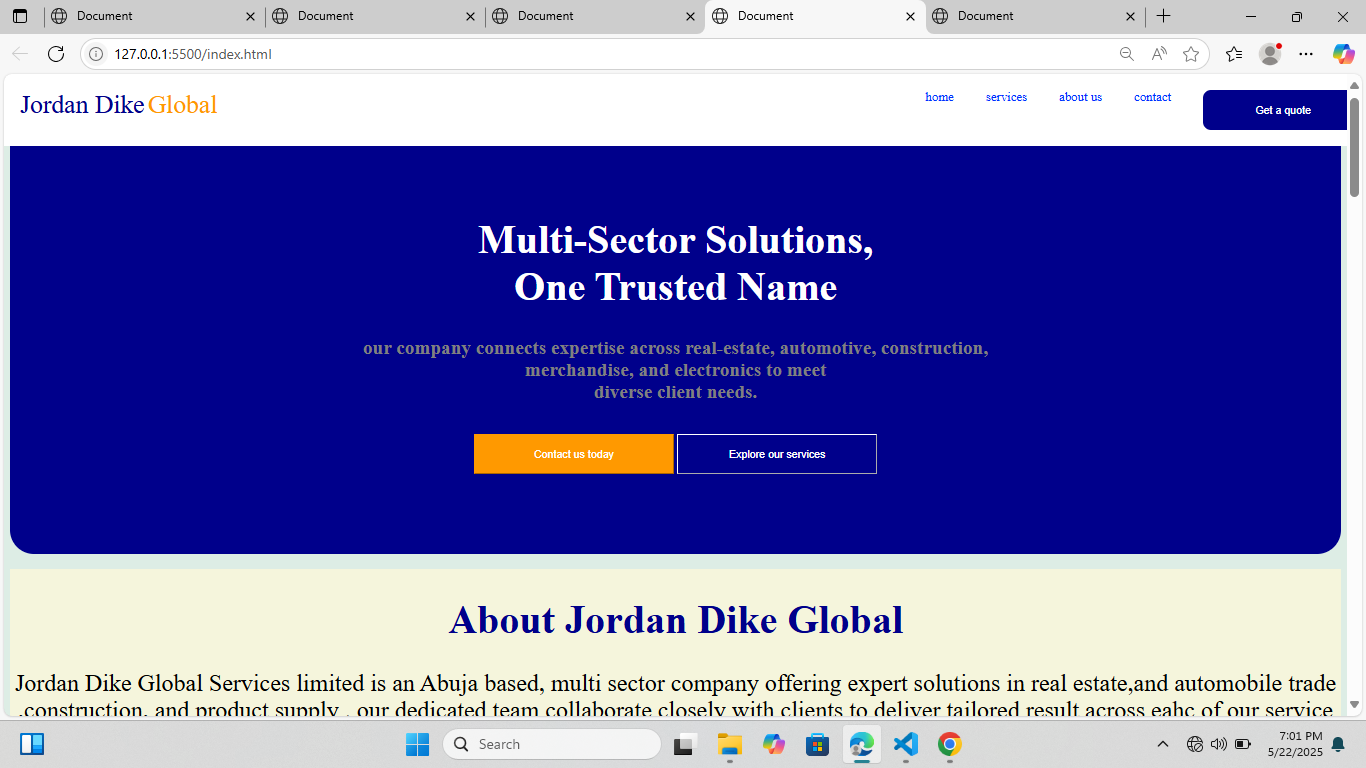 Document Document Document Document Document
127.0.0.1:5500/index.html
Jordan Dike Global home services about us contact Get a quote
Multi-Sector Solutions,
One Trusted Name
our company connects expertise across real-estate, automotive, construction,
merchandise, and electronics to meet
diverse client needs.
Contact us today Explore our services
About Jordan Dike Global
Jordan Dike Global Services limited is an Abuja based, multi sector company offering expert solutions in real estate,and automobile trade
,construction, and product supply . our dedicated team collaborate closely with clients to deliver tailored result across eahc of our service
Search
7:01 PM
5/22/2025